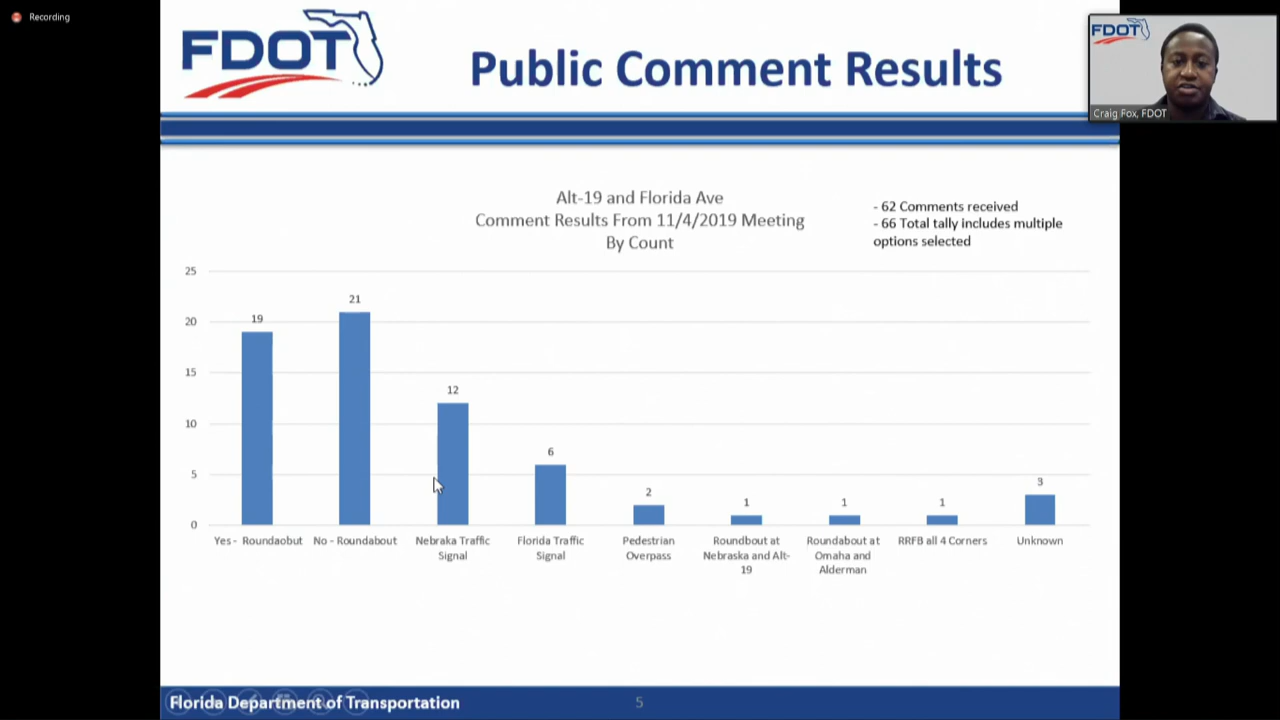 Recording
FDOT
Public Comment Results
FDOT
Craig Fox, FDOT
Alt-19 and Florida Ave
Comment Results From 11/4/2019 Meeting
By Count
- 62 Comments received
- 66 Total tally includes multiple
options selected
25
20
15
10
5
0
19
21
12
6
2
1
1
1
3
Yes - Roundaobut
No - Roundabout
Nebraka Traffic
Signal
Florida Traffic
Signal
Pedestrian
Overpass
Roundbout at
Nebraska and Alt-
19
Roundabout at
Omaha and
Alderman
RRFB all 4 Corners
Unknown
Florida Department of Transportation
5